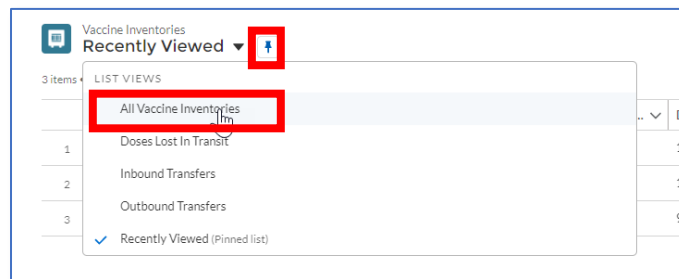 Vaccine Inventories
Recently Viewed
3 items •
LIST VIEWS
All Vaccine Inventories
Doses Lost In Transit
Inbound Transfers
Outbound Transfers
Recently Viewed (Pinned list)
1
2
3